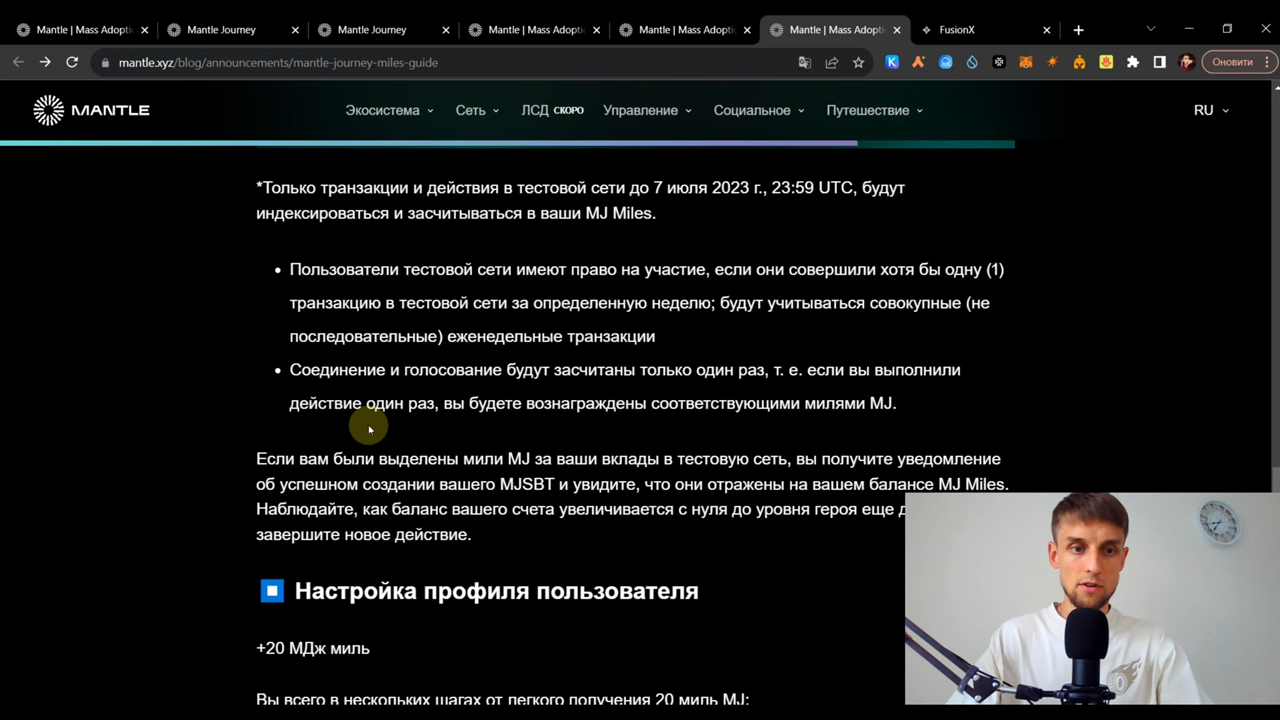 Mantle | Mass Adopti
Mantle Journey
Mantle Journey
Mantle | Mass Adopti
Mantle | Mass Adopti
Mantle | Mass Adopti
FusionX
mantle.xyz/blog/announcements/mantle-journey-miles-guide
Оновити
MANTLE
Экосистема
Сеть
ЛСД СКОРО
Управление
Социальное
Путешествие
RU
*Только транзакции и действия в тестовой сети до 7 июля 2023 г., 23:59 UTC, будут
индексироваться и засчитываться в ваши MJ Miles.
• Пользователи тестовой сети имеют право на участие, если они совершили хотя бы одну (1)
транзакцию в тестовой сети за определенную неделю; будут учитываться совокупные (не
последовательные) еженедельные транзакции
• Соединение и голосование будут засчитаны только один раз, т. е. если вы выполнили
действие один раз, вы будете вознаграждены соответствующими милями MJ.
Если вам были выделены мили MJ за ваши вклады в тестовую сеть, вы получите уведомление
об успешном создании вашего MJSBT и увидите, что они отражены на вашем балансе MJ Miles.
Наблюдайте, как баланс вашего счета увеличивается с нуля до уровня героя еще д
завершите новое действие.
Настройка профиля пользователя
+20 МДж миль
Вы всего в нескольких шагах от легкого получения 20 миль MJ: